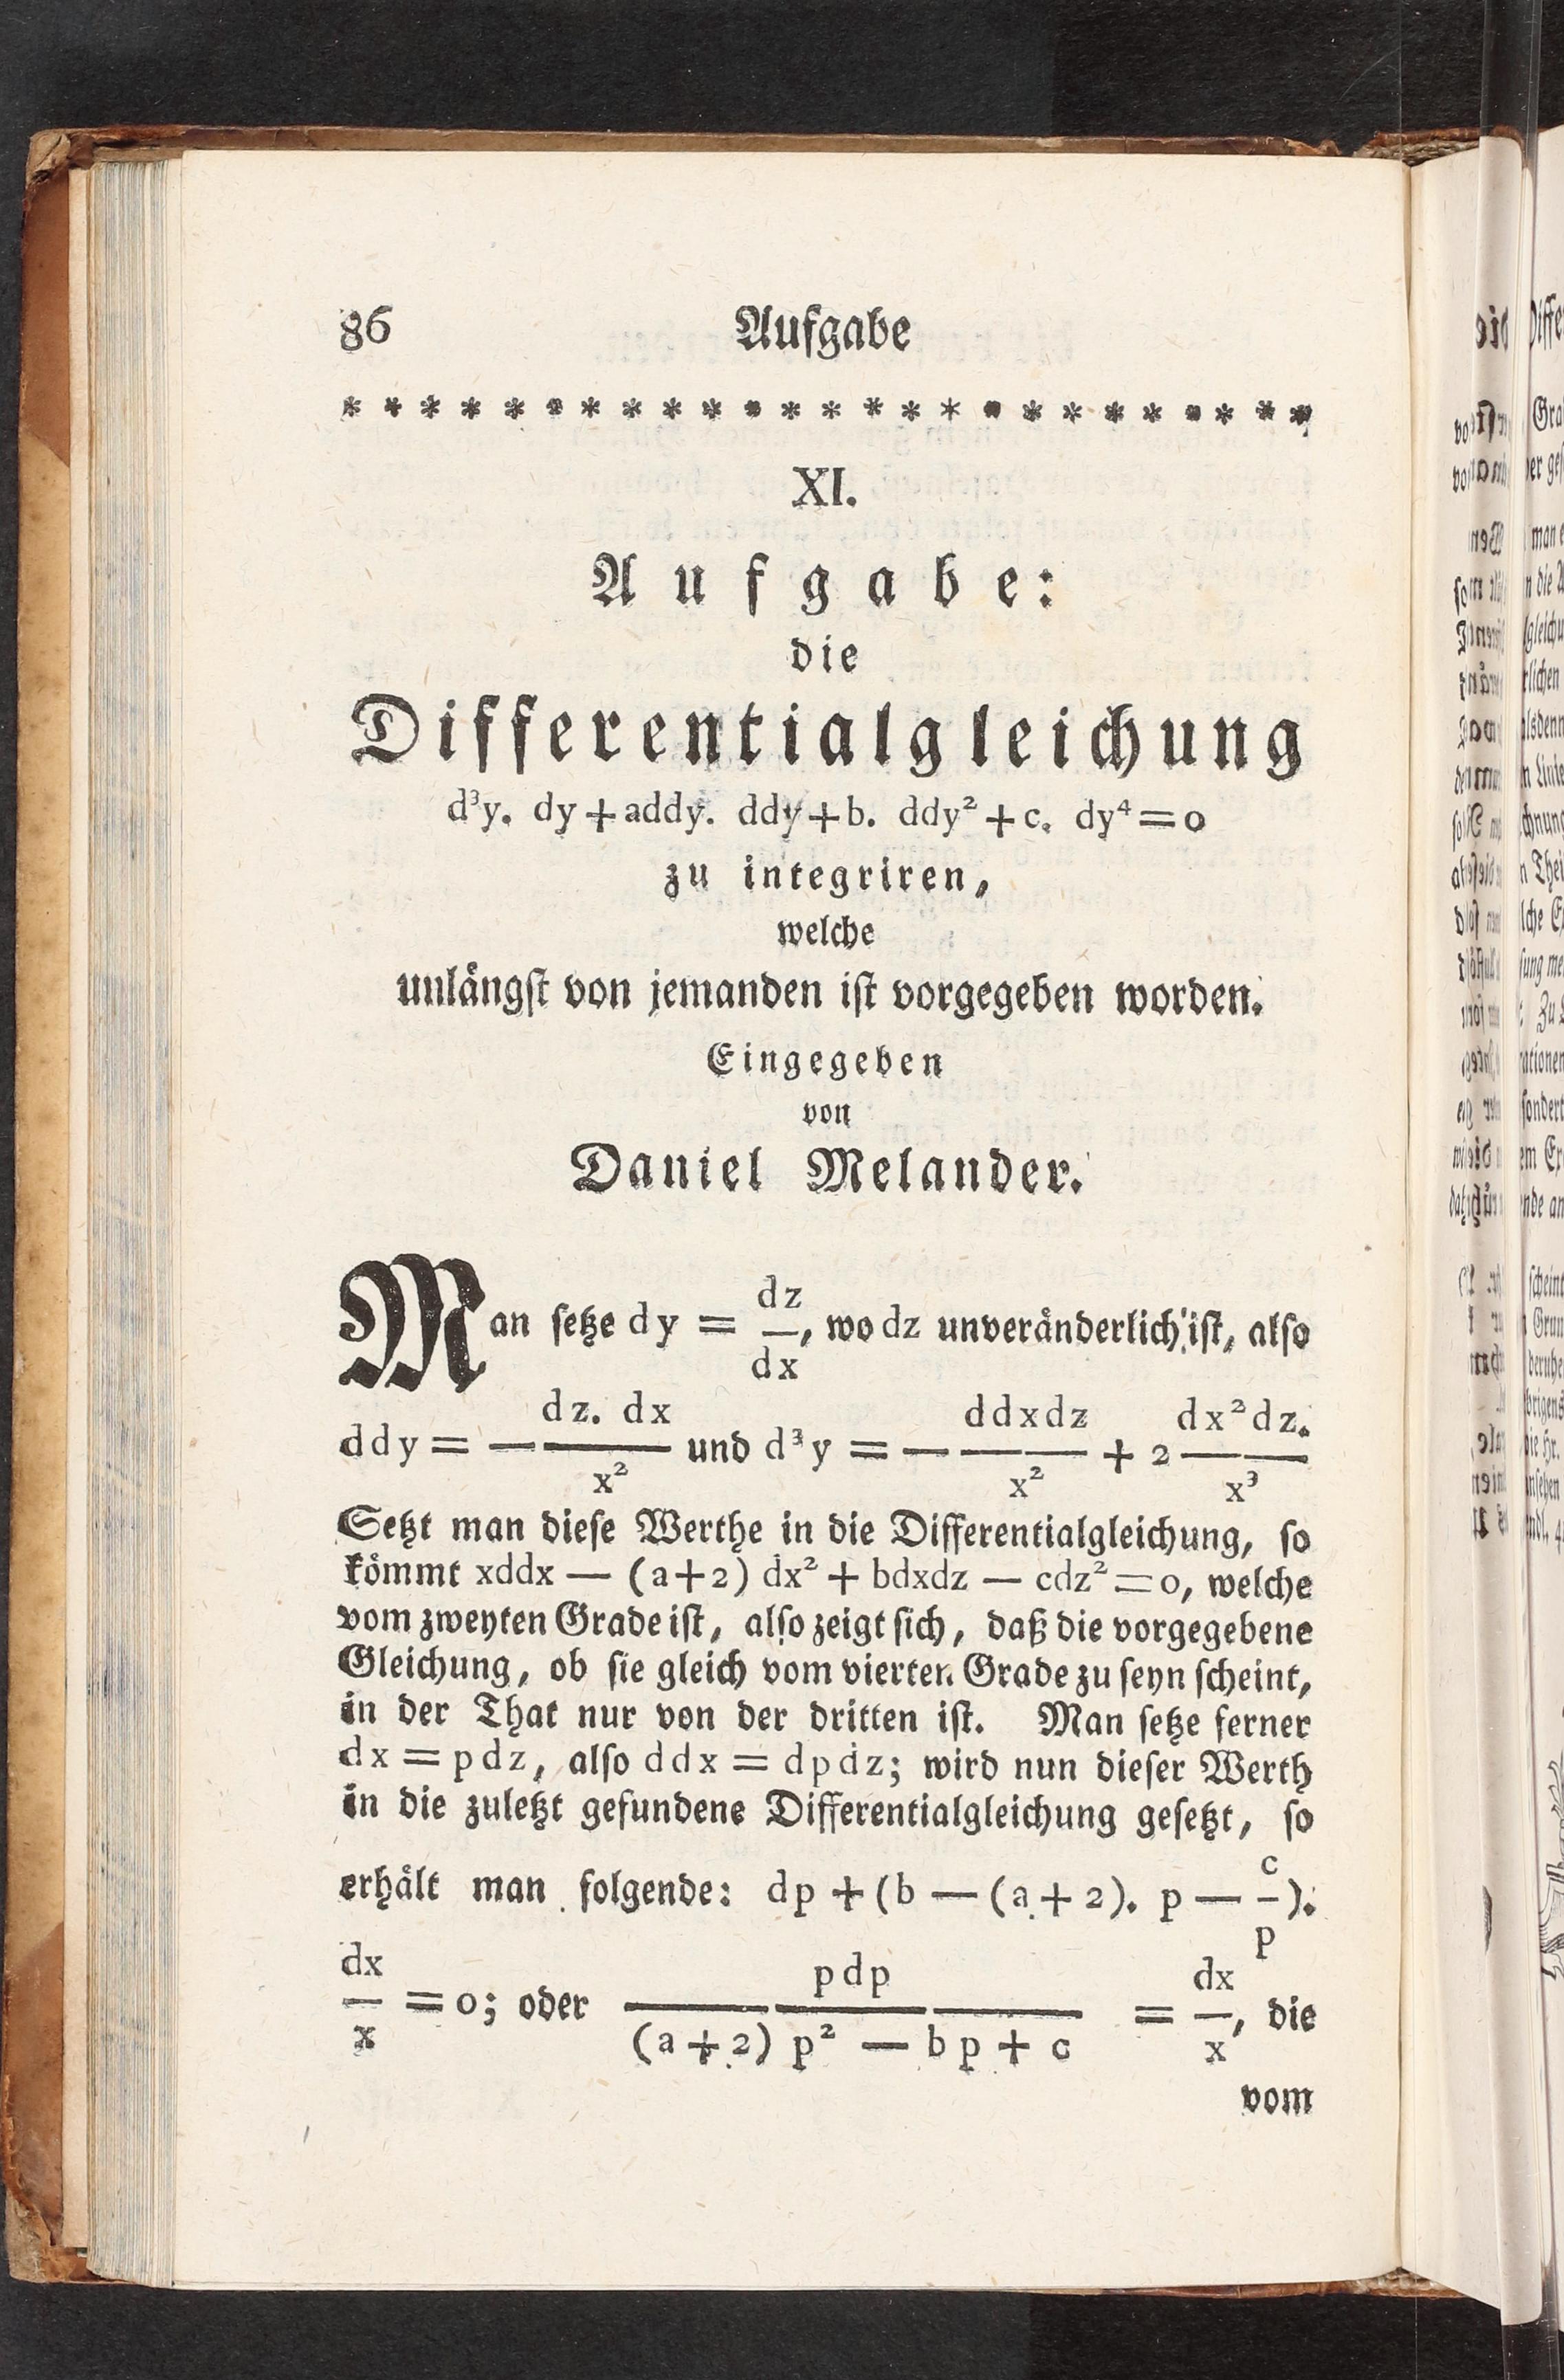 86 Aufgabe
* * * * * * * * * * * * * * * * * * * * * * * * *
XI.
Aufgabe:
die
Differentialgleichung
d³y. dy + addy. ddy + b. ddy² + c. dy⁴ = 0
zu integriren,
welche
unlängst von jemanden ist vorgegeben worden.
Eingegeben
von
Daniel Melander.
Man setze dy = dz/dx, wo dz unveränderlich ist, also
ddy = — dz. dx/x² und d³y = — ddxdz/x² + 2 dx²dz./x³
Setzt man diese Werthe in die Differentialgleichung, so
kömmt xddx — (a+2) dx² + bdxdz — cdz² = 0, welche
vom zweyten Grade ist, also zeigt sich, daß die vorgegebene
Gleichung, ob sie gleich vom vierten Grade zu seyn scheint,
in der That nur von der dritten ist. Man setze ferner
dx = pdz, also ddx = dpdz; wird nun dieser Werth
in die zuletzt gefundene Differentialgleichung gesetzt, so
erhält man folgende: dp + (b — (a + 2). p — c/p).
dx/x = 0; oder pdp/(a + 2) p² — bp + c = dx/x, die
vom